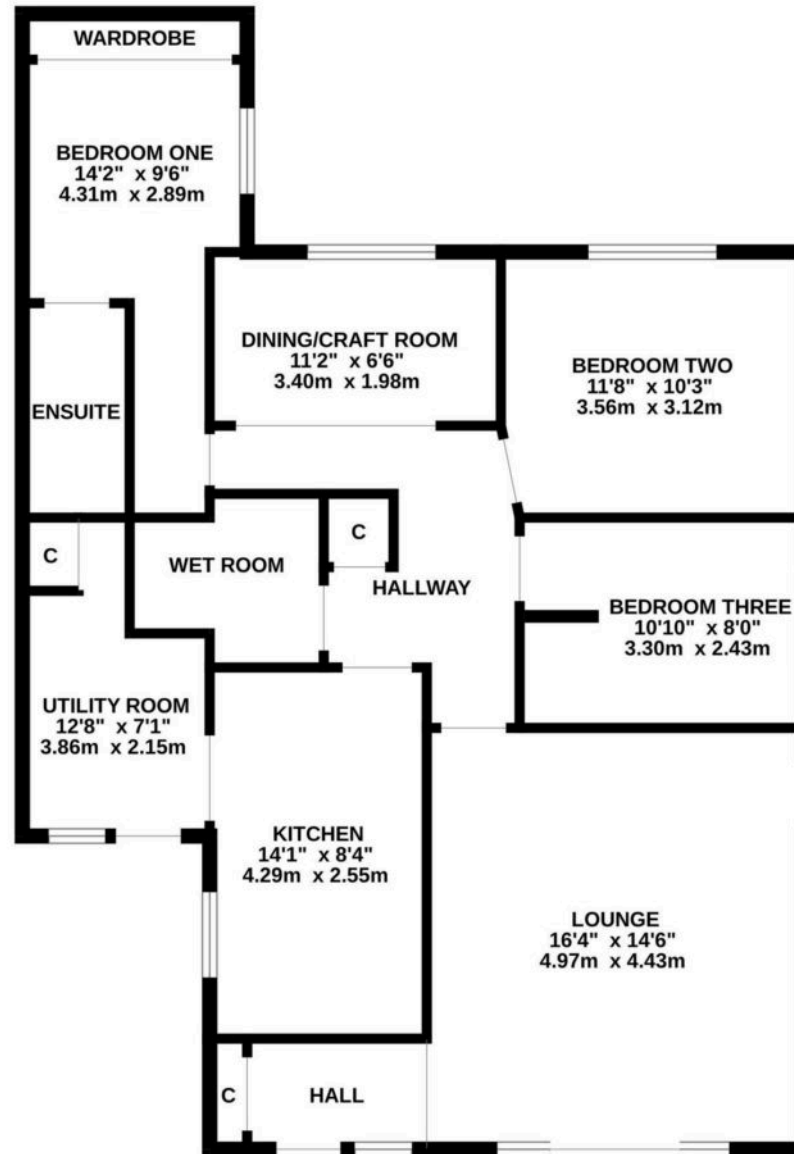 WARDROBE
BEDROOM ONE
14'2" x 9'6"
4.31m x 2.89m
DINING/CRAFT ROOM
11'2" x 6'6"
3.40m x 1.98m
BEDROOM TWO
11'8" x 10'3"
3.56m x 3.12m
ENSUITE
C
WET ROOM
C
HALLWAY
BEDROOM THREE
10'10" x 8'0"
3.30m x 2.43m
UTILITY ROOM
12'8" x 7'1"
3.86m x 2.15m
KITCHEN
14'1" x 8'4"
4.29m x 2.55m
LOUNGE
16'4" x 14'6"
4.97m x 4.43m
C
HALL